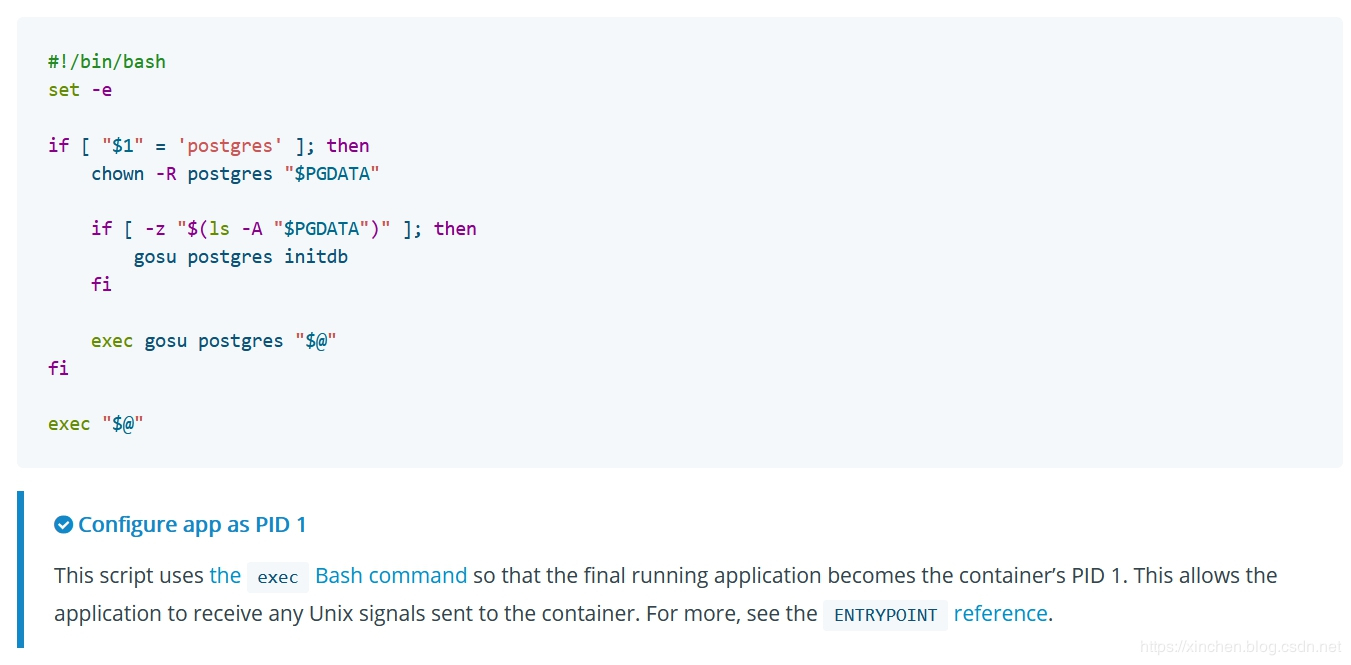 #!/bin/bash
set -e
if [ "$1" = 'postgres' ]; then
    chown -R postgres "$PGDATA"
    if [ -z "$(ls -A "$PGDATA")" ]; then
        gosu postgres initdb
    fi
    exec gosu postgres "$@"
fi
exec "$@"
Configure app as PID 1
This script uses the exec Bash command so that the final running application becomes the container’s PID 1. This allows the
application to receive any Unix signals sent to the container. For more, see the ENTRYPOINT reference.
https://xinchen.blog.csdn.net